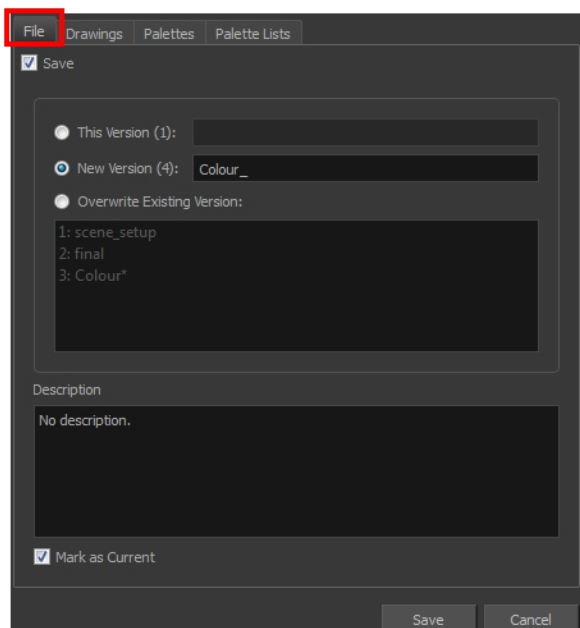 File Drawings Palettes Palette Lists
Save
This Version (1):
New Version (4): Colour_
Overwrite Existing Version:
1: scene_setup
2: final
3: Colour*
Description
No description.
Mark as Current
Save Cancel